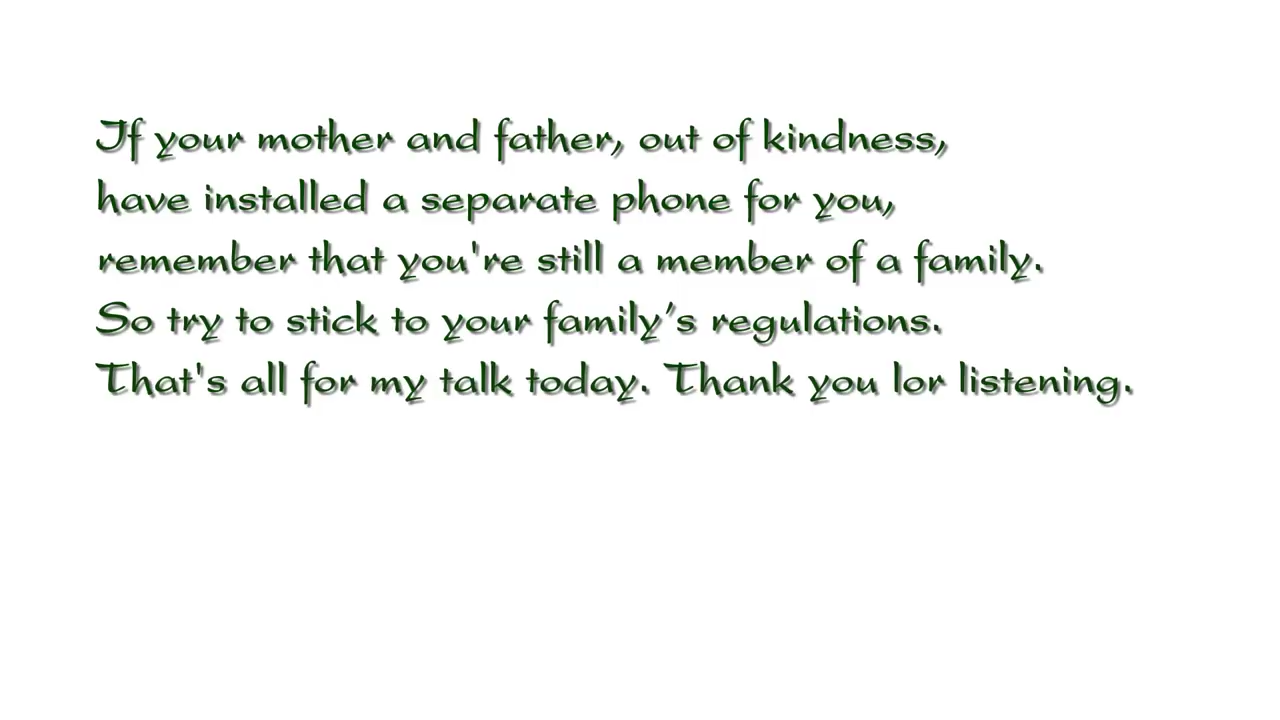 If your mother and father, out of kindness,
have installed a separate phone for you,
remember that you're still a member of a family.
So try to stick to your family’s regulations.
That's all for my talk today. Thank you lor listening.